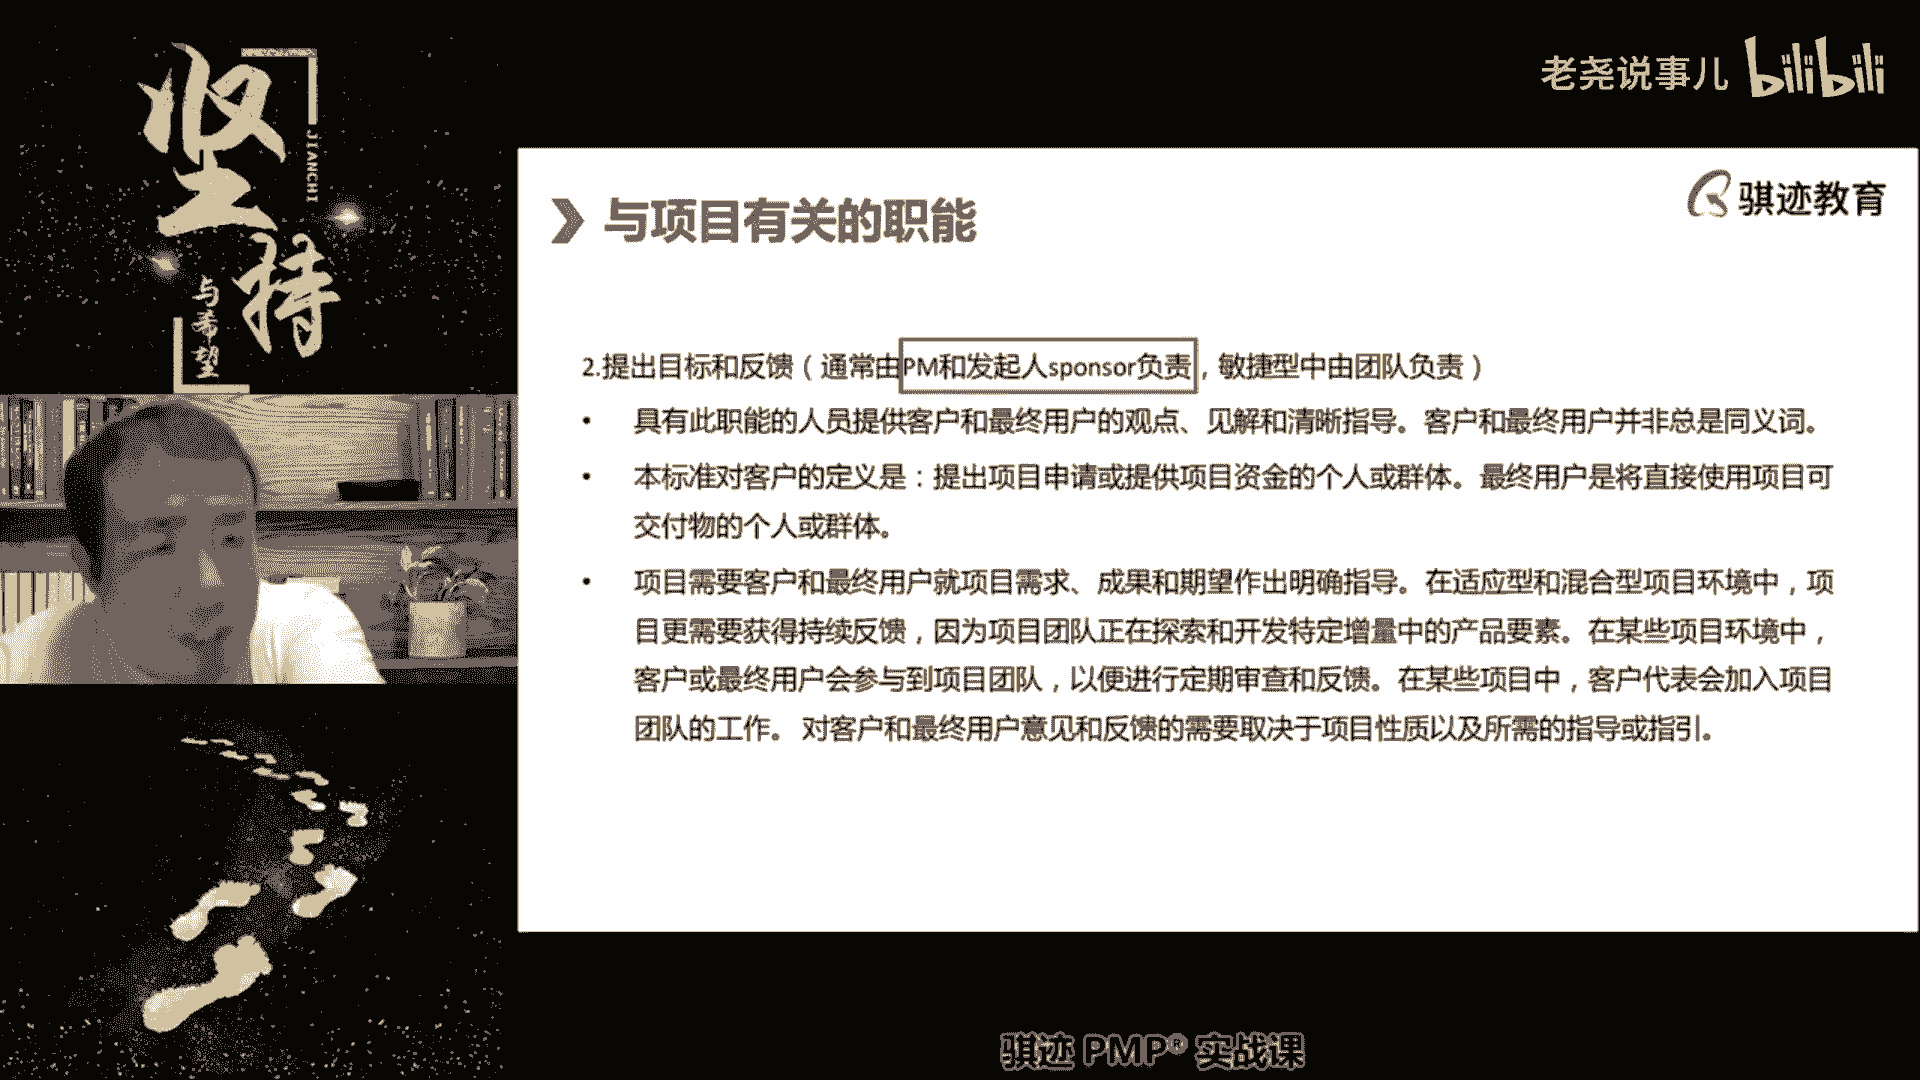 坚持
JIANCHI
与希望
老尧说事儿 bilibili
骐迹教育
与项目有关的职能
2.提出目标和反馈（通常由PM和发起人sponsor负责，敏捷型中由团队负责）
• 具有此职能的人员提供客户和最终用户的观点、见解和清晰指导。客户和最终用户并非总是同义词。
• 本标准对客户的定义是：提出项目申请或提供项目资金的个人或群体。最终用户是将直接使用项目可
交付物的个人或群体。
• 项目需要客户和最终用户就项目需求、成果和期望作出明确指导。在适应型和混合型项目环境中，项
目更需要获得持续反馈，因为项目团队正在探索和开发特定增量中的产品要素。在某些项目环境中，
客户或最终用户会参与到项目团队，以便进行定期审查和反馈。在某些项目中，客户代表会加入项目
团队的工作。 对客户和最终用户意见和反馈的需要取决于项目性质以及所需的指导或指引。
骐迹 PMP® 实战课